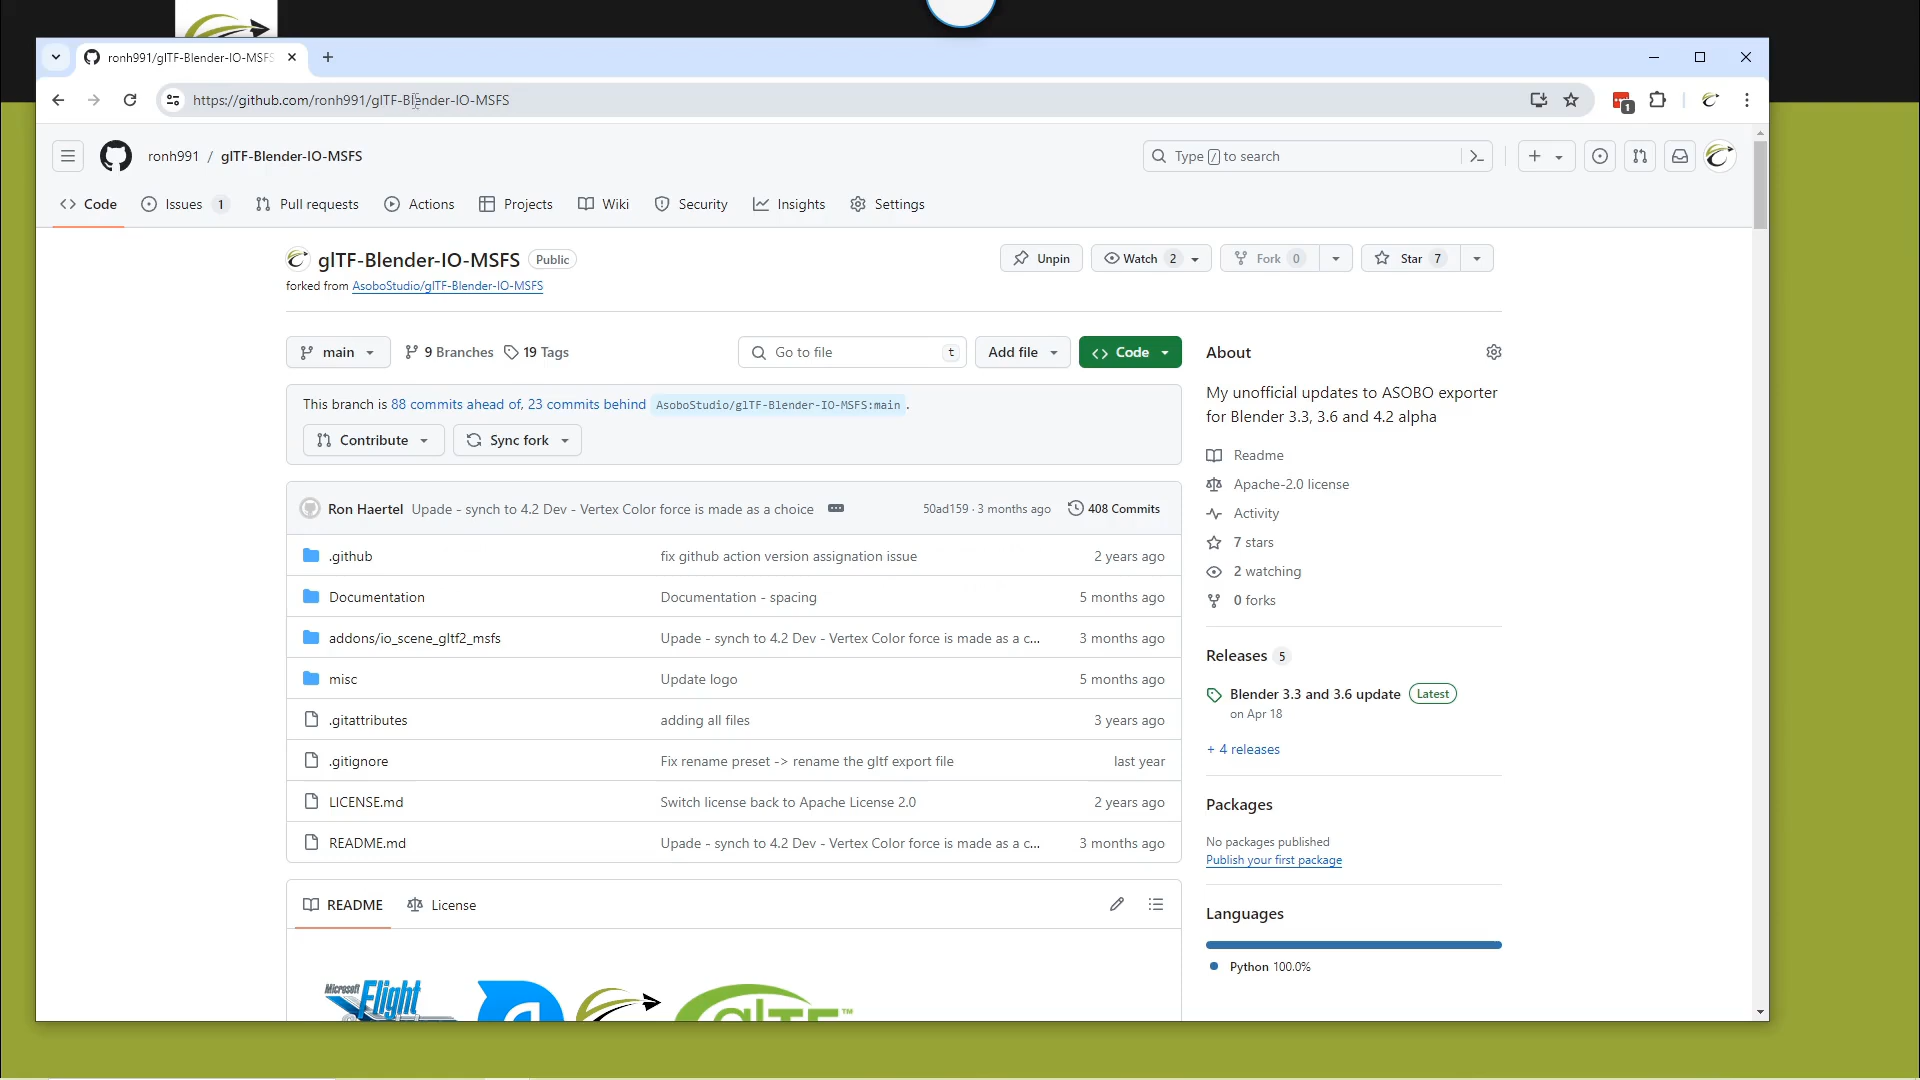 ronh991/glTF-Blender-IO-MSFS
https://github.com/ronh991/glTF-Blender-IO-MSFS
1
ronh991 / glTF-Blender-IO-MSFS
Type / to search
Code
Issues 1
Pull requests
Actions
Projects
Wiki
Security
Insights
Settings
glTF-Blender-IO-MSFS Public
forked from AsoboStudio/glTF-Blender-IO-MSFS
Unpin
Watch 2
Fork 0
Star 7
main
9 Branches
19 Tags
Go to file t
Add file
Code
This branch is 88 commits ahead of, 23 commits behind AsoboStudio/glTF-Blender-IO-MSFS:main .
Contribute
Sync fork
Ron Haertel Upade - synch to 4.2 Dev - Vertex Color force is made as a choice
50ad159 · 3 months ago
408 Commits
.github fix github action version assignation issue 2 years ago
Documentation Documentation - spacing 5 months ago
addons/io_scene_gltf2_msfs Upade - synch to 4.2 Dev - Vertex Color force is made as a c... 3 months ago
misc Update logo 5 months ago
.gitattributes adding all files 3 years ago
.gitignore Fix rename preset -> rename the gltf export file last year
LICENSE.md Switch license back to Apache License 2.0 2 years ago
README.md Upade - synch to 4.2 Dev - Vertex Color force is made as a c... 3 months ago
README
License
Microsoft Flight
glTF™
About
My unofficial updates to ASOBO exporter
for Blender 3.3, 3.6 and 4.2 alpha
Readme
Apache-2.0 license
Activity
7 stars
2 watching
0 forks
Releases 5
Blender 3.3 and 3.6 update Latest
on Apr 18
+ 4 releases
Packages
No packages published
Publish your first package
Languages
Python 100.0%